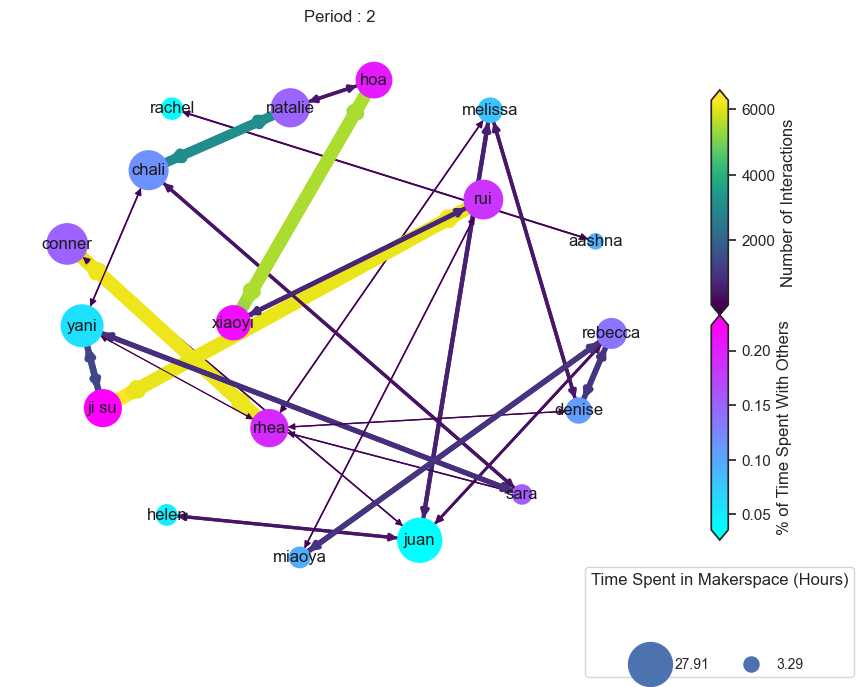 Period : 2
hoa
rachel
natalie
melissa
chali
rui
conner
aashna
yani
xiaoyi
rebecca
ji su
denise
rhea
sara
helen
juan
miaoya
6000
4000
2000
Number of Interactions
0.20
0.15
0.10
0.05
% of Time Spent With Others
Time Spent in Makerspace (Hours)
27.91
3.29